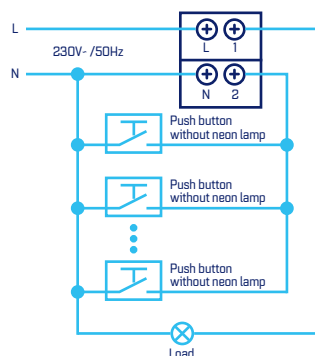 L
L 1
230V- /50Hz
N
N 2
Push button
without neon lamp
Push button
without neon lamp
Push button
without neon lamp
Load